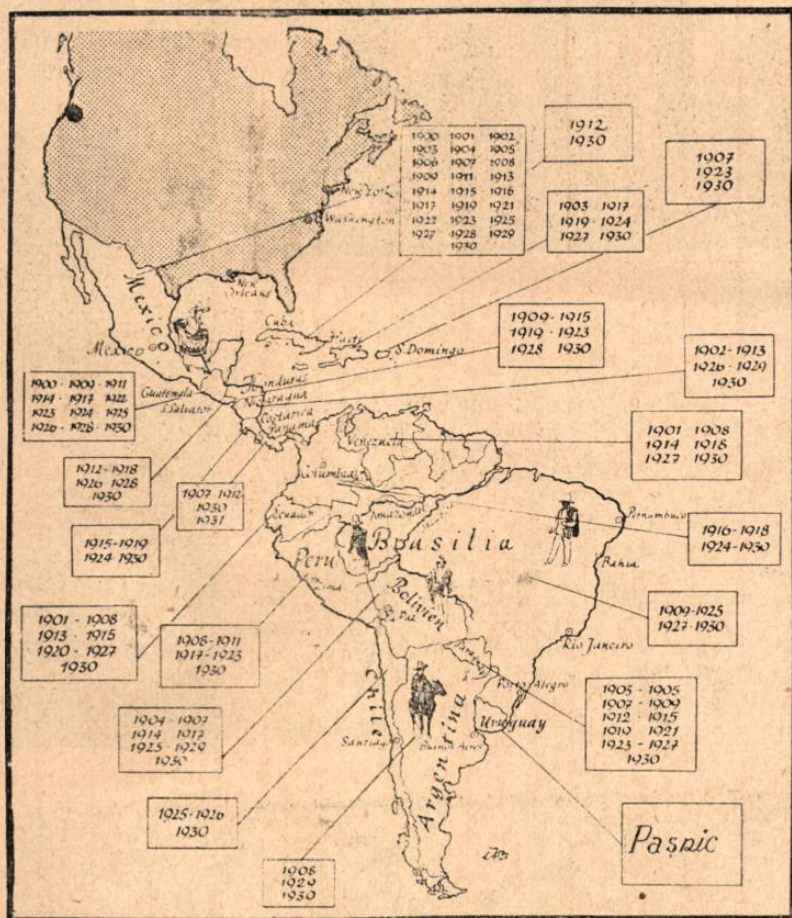 1900 1901 1902
1903 1904 1905
1906 1907 1908
1909 1911 1913
1914 1915 1916
1917 1919 1921
1922 1923 1925
1927 1928 1929
1930
1912
1930
1907
1923
1930
1903 1917
1919-1924
1927 1930
New York
Washington
New
Orleans
Mexico
Cuba
Haiti
S. Domingo
Mexico
1909-1915
1919-1923
1928 1930
1902-1913
1926-1929
1930
1900-1909-1911
1914-1917 1922
1923 1924-1925
1926-1928-1930
Guatemala
S. Salvator
Honduras
Nicaragua
Costarica
Panama
Venezuela
1901 1908
1914 1918
1927 1930
1912-1918
1926 1928
1930
1907 1912
1930
1931
Columbia
Ecuador
Amazonas
Pernambuco
1915-1919
1924 1930
1916-1918
1924-1930
Brasilia
Peru
Lima
Bahia
Bolivien
1909-1925
1927-1930
1901-1908
1913-1915
1920-1927
1930
1908-1911
1917-1923
1930
Rio Janeiro
Chile
Porto Alegro
1904-1907
1914 1917
1925-1929
1930
1905-1905
1907-1909
1912-1915
1919 1921
1923-1927
1930
Uruguay
Santiago
Buenos Aires
Argentina
1925-1926
1930
Pașnic
1908
1929
1930